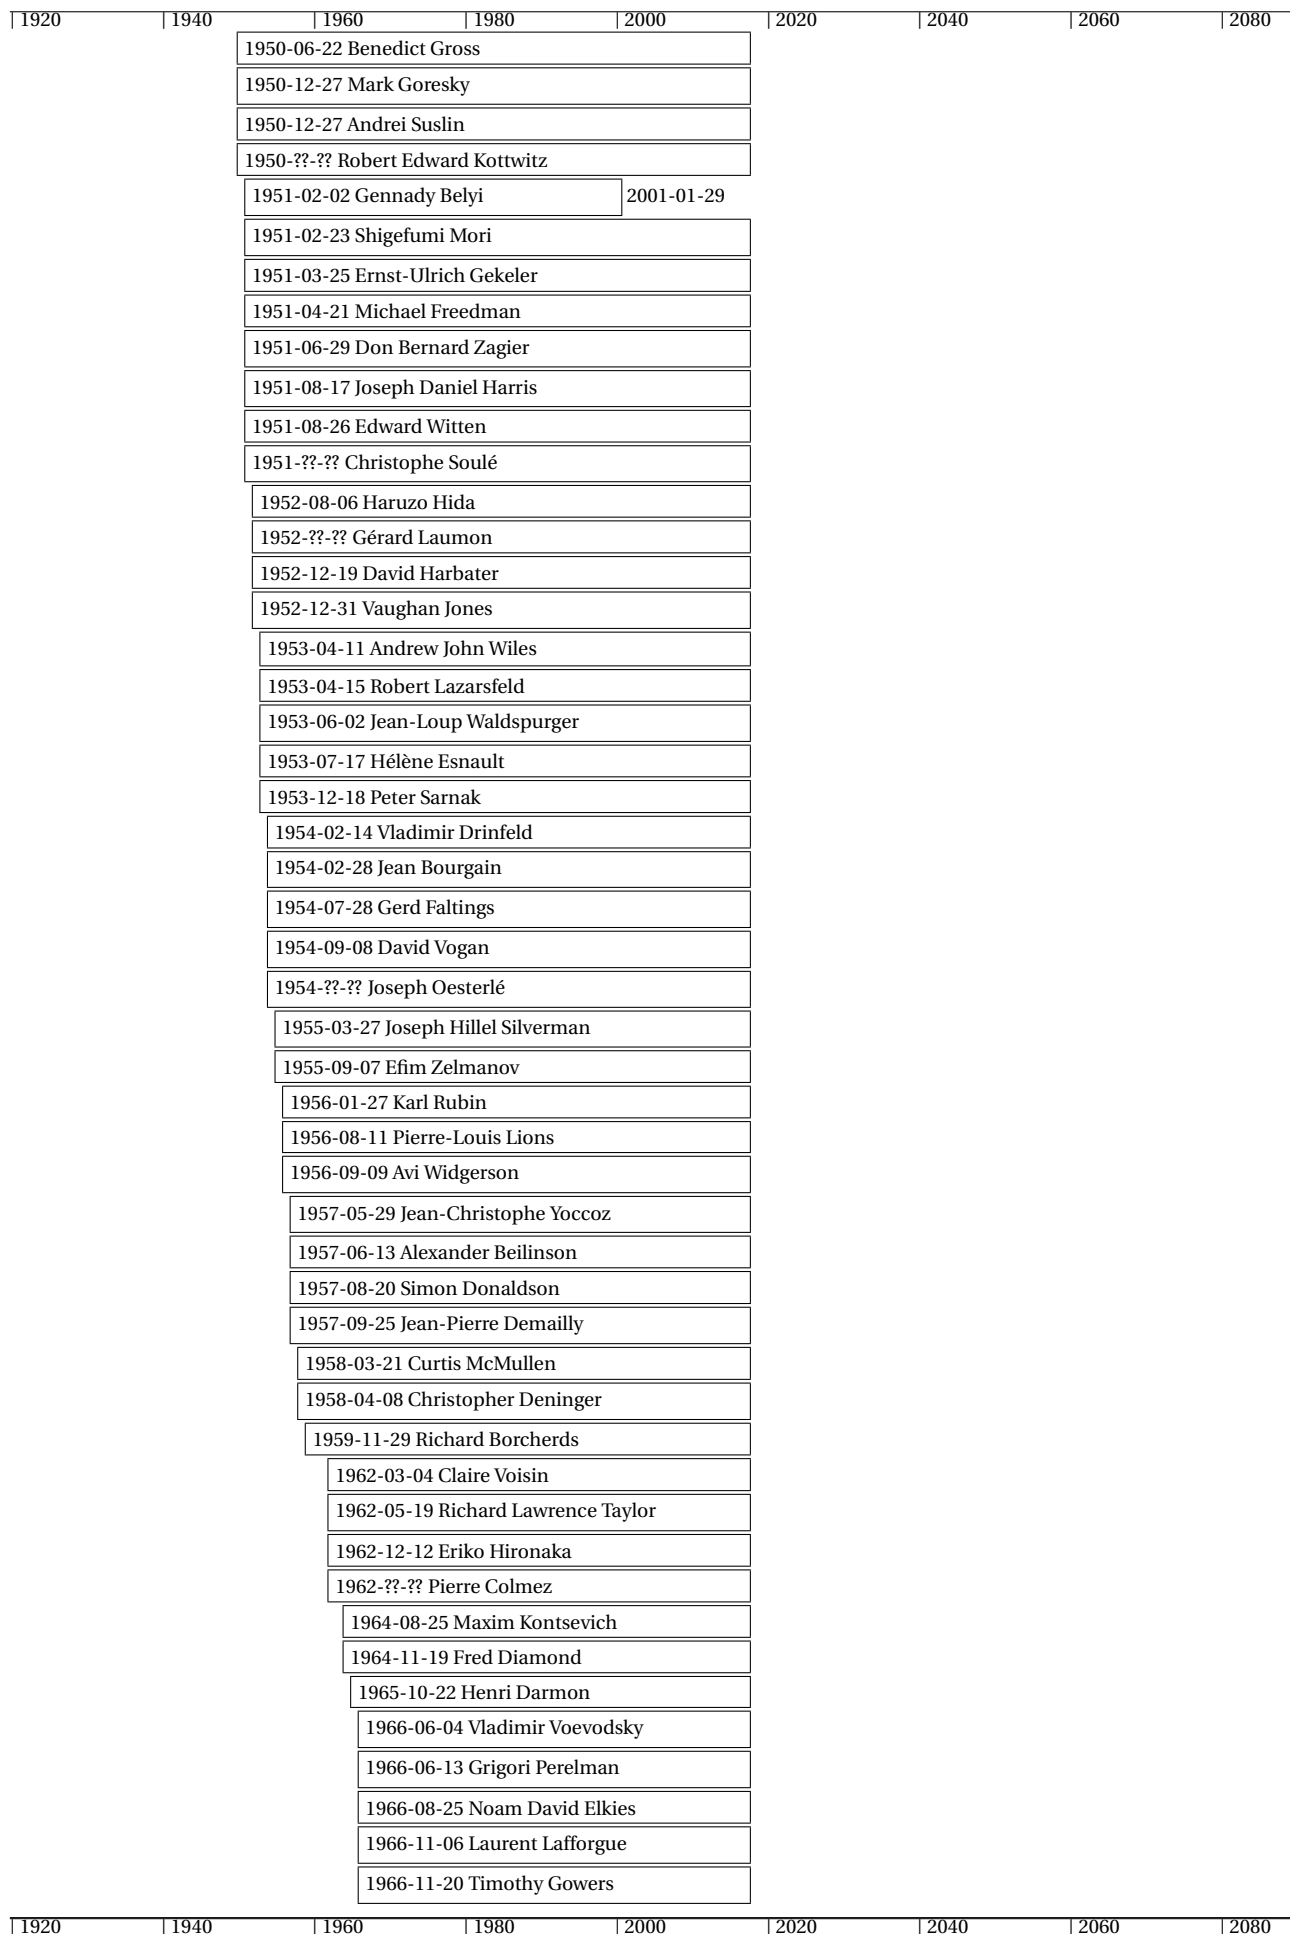 | 1920 | 1940 | 1960 | 1980 | 2000 | 2020 | 2040 | 2060 | 2080
1950-06-22 Benedict Gross
1950-12-27 Mark Goresky
1950-12-27 Andrei Suslin
1950-??-?? Robert Edward Kottwitz
1951-02-02 Gennady Belyi 2001-01-29
1951-02-23 Shigefumi Mori
1951-03-25 Ernst-Ulrich Gekeler
1951-04-21 Michael Freedman
1951-06-29 Don Bernard Zagier
1951-08-17 Joseph Daniel Harris
1951-08-26 Edward Witten
1951-??-?? Christophe Soulé
1952-08-06 Haruzo Hida
1952-??-?? Gérard Laumon
1952-12-19 David Harbater
1952-12-31 Vaughan Jones
1953-04-11 Andrew John Wiles
1953-04-15 Robert Lazarsfeld
1953-06-02 Jean-Loup Waldspurger
1953-07-17 Hélène Esnault
1953-12-18 Peter Sarnak
1954-02-14 Vladimir Drinfeld
1954-02-28 Jean Bourgain
1954-07-28 Gerd Faltings
1954-09-08 David Vogan
1954-??-?? Joseph Oesterlé
1955-03-27 Joseph Hillel Silverman
1955-09-07 Efim Zelmanov
1956-01-27 Karl Rubin
1956-08-11 Pierre-Louis Lions
1956-09-09 Avi Widgerson
1957-05-29 Jean-Christophe Yoccoz
1957-06-13 Alexander Beilinson
1957-08-20 Simon Donaldson
1957-09-25 Jean-Pierre Demailly
1958-03-21 Curtis McMullen
1958-04-08 Christopher Deninger
1959-11-29 Richard Borcherds
1962-03-04 Claire Voisin
1962-05-19 Richard Lawrence Taylor
1962-12-12 Eriko Hironaka
1962-??-?? Pierre Colmez
1964-08-25 Maxim Kontsevich
1964-11-19 Fred Diamond
1965-10-22 Henri Darmon
1966-06-04 Vladimir Voevodsky
1966-06-13 Grigori Perelman
1966-08-25 Noam David Elkies
1966-11-06 Laurent Lafforgue
1966-11-20 Timothy Gowers
| 1920 | 1940 | 1960 | 1980 | 2000 | 2020 | 2040 | 2060 | 2080